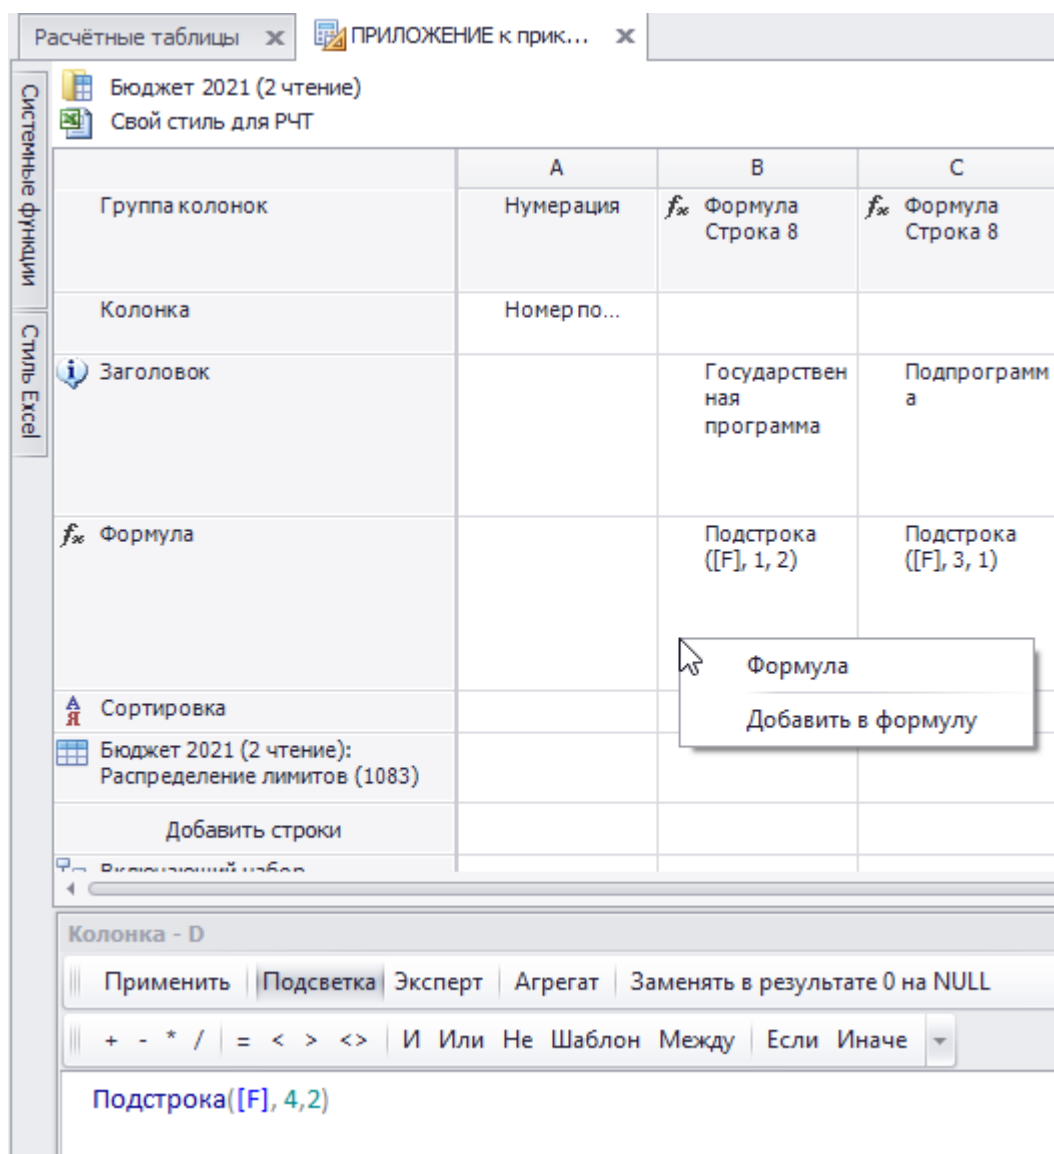 Расчётные таблицы
ПРИЛОЖЕНИЕ к прик...
Системные функции
Стиль Excel
Бюджет 2021 (2 чтение)
Свой стиль для РЧТ
A B C
Группа колонок Нумерация Формула Формула
Строка 8 Строка 8
Колонка Номер по...
Заголовок Государствен Подпрограмм
ная а
программа
Формула Подстрока Подстрока
([F], 1, 2) ([F], 3, 1)
Формула
Добавить в формулу
Сортировка
Бюджет 2021 (2 чтение):
Распределение лимитов (1083)
Добавить строки
Включающий набор
Колонка - D
Применить Подсветка Эксперт Агрегат Заменять в результате 0 на NULL
+ - * / = < > <> И Или Не Шаблон Между Если Иначе
Подстрока([F], 4,2)